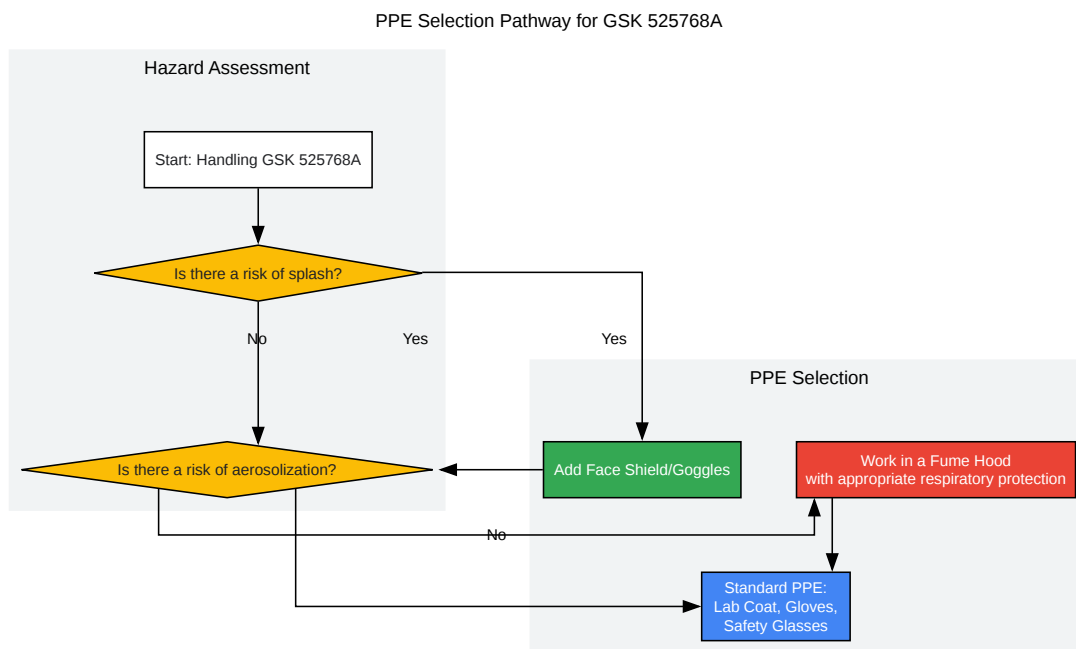 PPE Selection Pathway for GSK 525768A
Hazard Assessment
Start: Handling GSK 525768A
Is there a risk of splash?
No
Yes
Yes
PPE Selection
Is there a risk of aerosolization?
Add Face Shield/Goggles
Work in a Fume Hood
with appropriate respiratory protection
No
Standard PPE:
Lab Coat, Gloves,
Safety Glasses